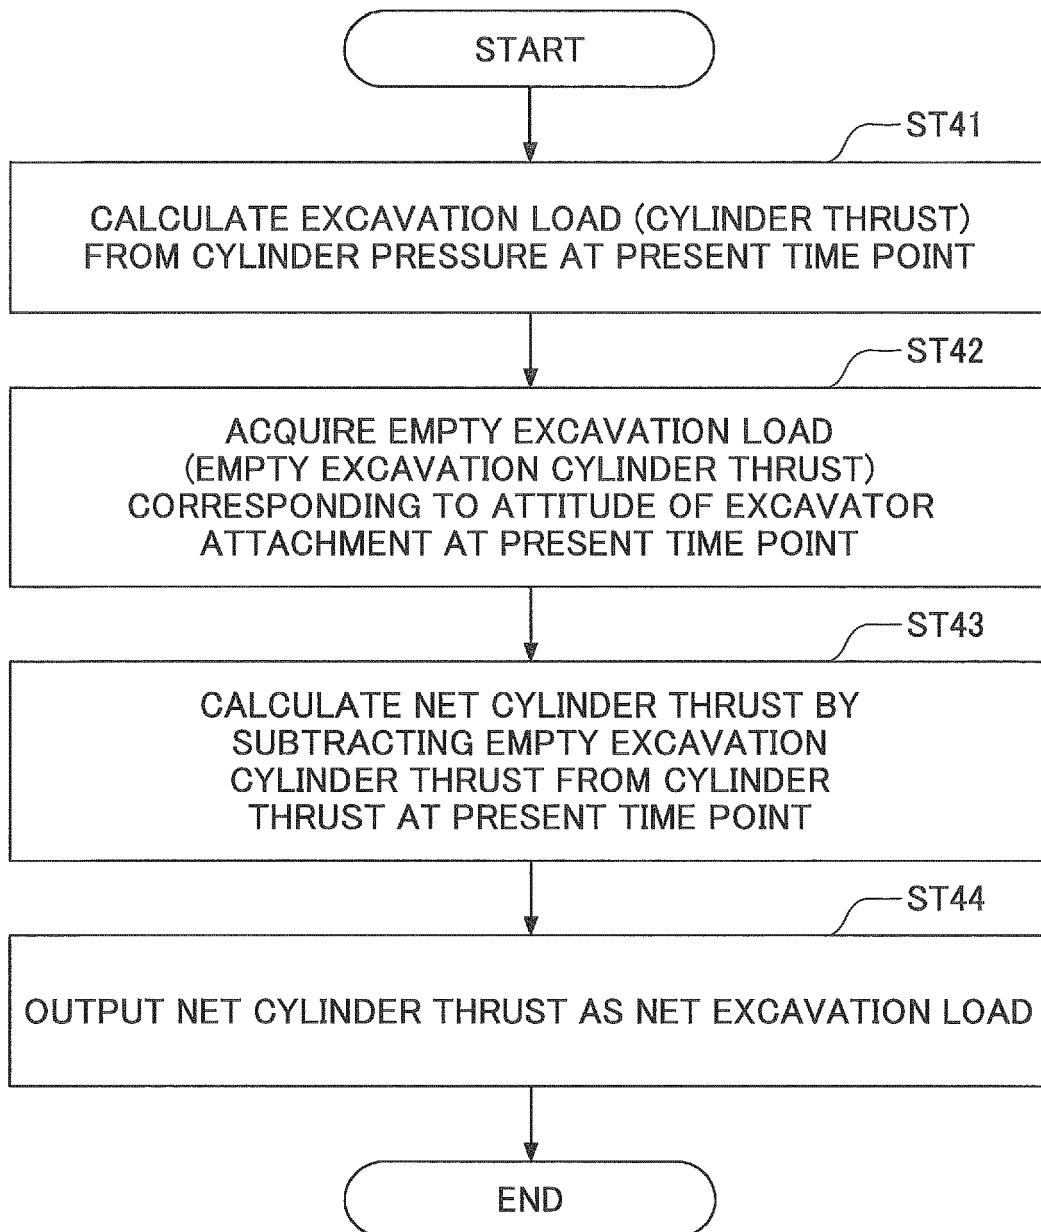 START
ST41
CALCULATE EXCAVATION LOAD (CYLINDER THRUST)
FROM CYLINDER PRESSURE AT PRESENT TIME POINT
ST42
ACQUIRE EMPTY EXCAVATION LOAD
(EMPTY EXCAVATION CYLINDER THRUST)
CORRESPONDING TO ATTITUDE OF EXCAVATOR
ATTACHMENT AT PRESENT TIME POINT
ST43
CALCULATE NET CYLINDER THRUST BY
SUBTRACTING EMPTY EXCAVATION
CYLINDER THRUST FROM CYLINDER
THRUST AT PRESENT TIME POINT
ST44
OUTPUT NET CYLINDER THRUST AS NET EXCAVATION LOAD
END